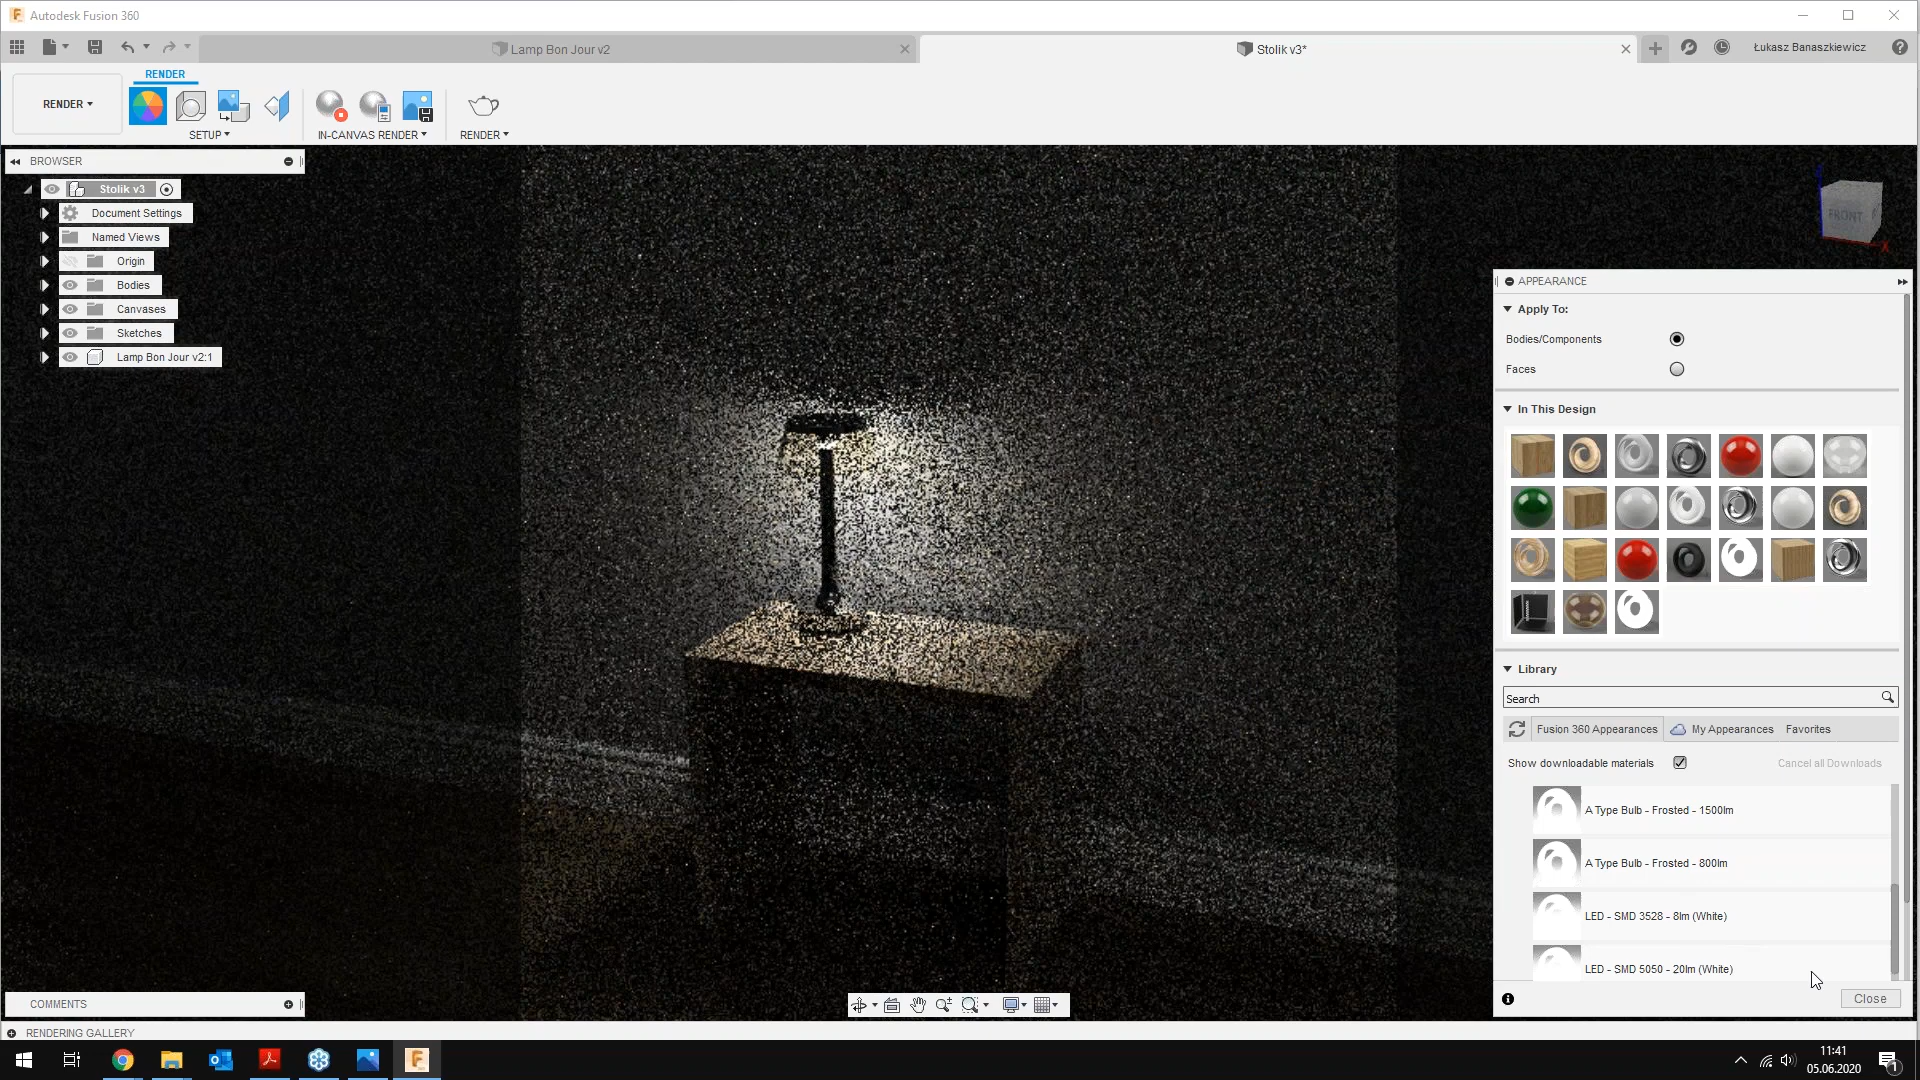 Autodesk Fusion 360
Lamp Bon Jour v2
Stolik v3*
Łukasz Banaszkiewicz
RENDER
RENDER
SETUP
IN-CANVAS RENDER
RENDER
BROWSER
Stolik v3
Document Settings
Named Views
Origin
Bodies
Canvases
Sketches
Lamp Bon Jour v2:1
FRONT
X
APPEARANCE
Apply To:
Bodies/Components
Faces
In This Design
Library
Search
Fusion 360 Appearances
My Appearances
Favorites
Show downloadable materials
Cancel all Downloads
A Type Bulb - Frosted - 1500lm
A Type Bulb - Frosted - 800lm
LED - SMD 3528 - 8lm (White)
LED - SMD 5050 - 20lm (White)
Close
COMMENTS
RENDERING GALLERY
11:41
05.06.2020
1